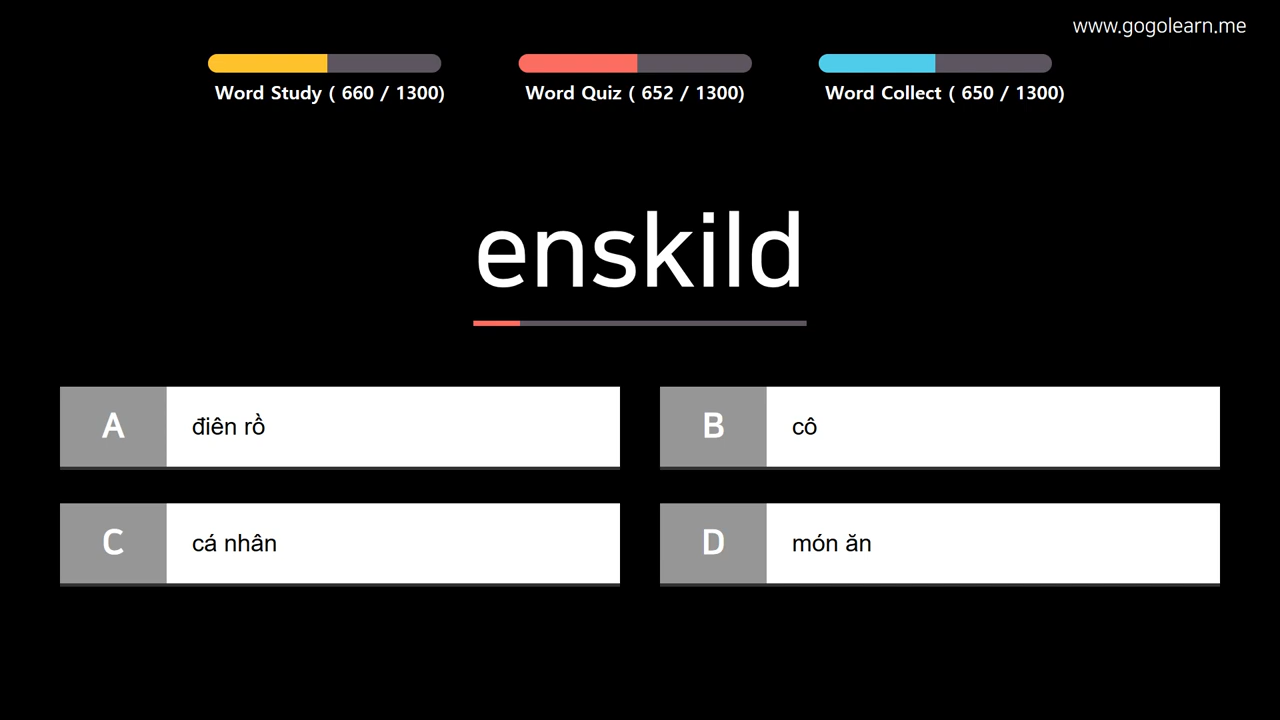 www.gogolearn.me
Word Study ( 660 / 1300)
Word Quiz ( 652 / 1300)
Word Collect ( 650 / 1300)
enskild
A
điên rồ
B
cô
C
cá nhân
D
món ăn